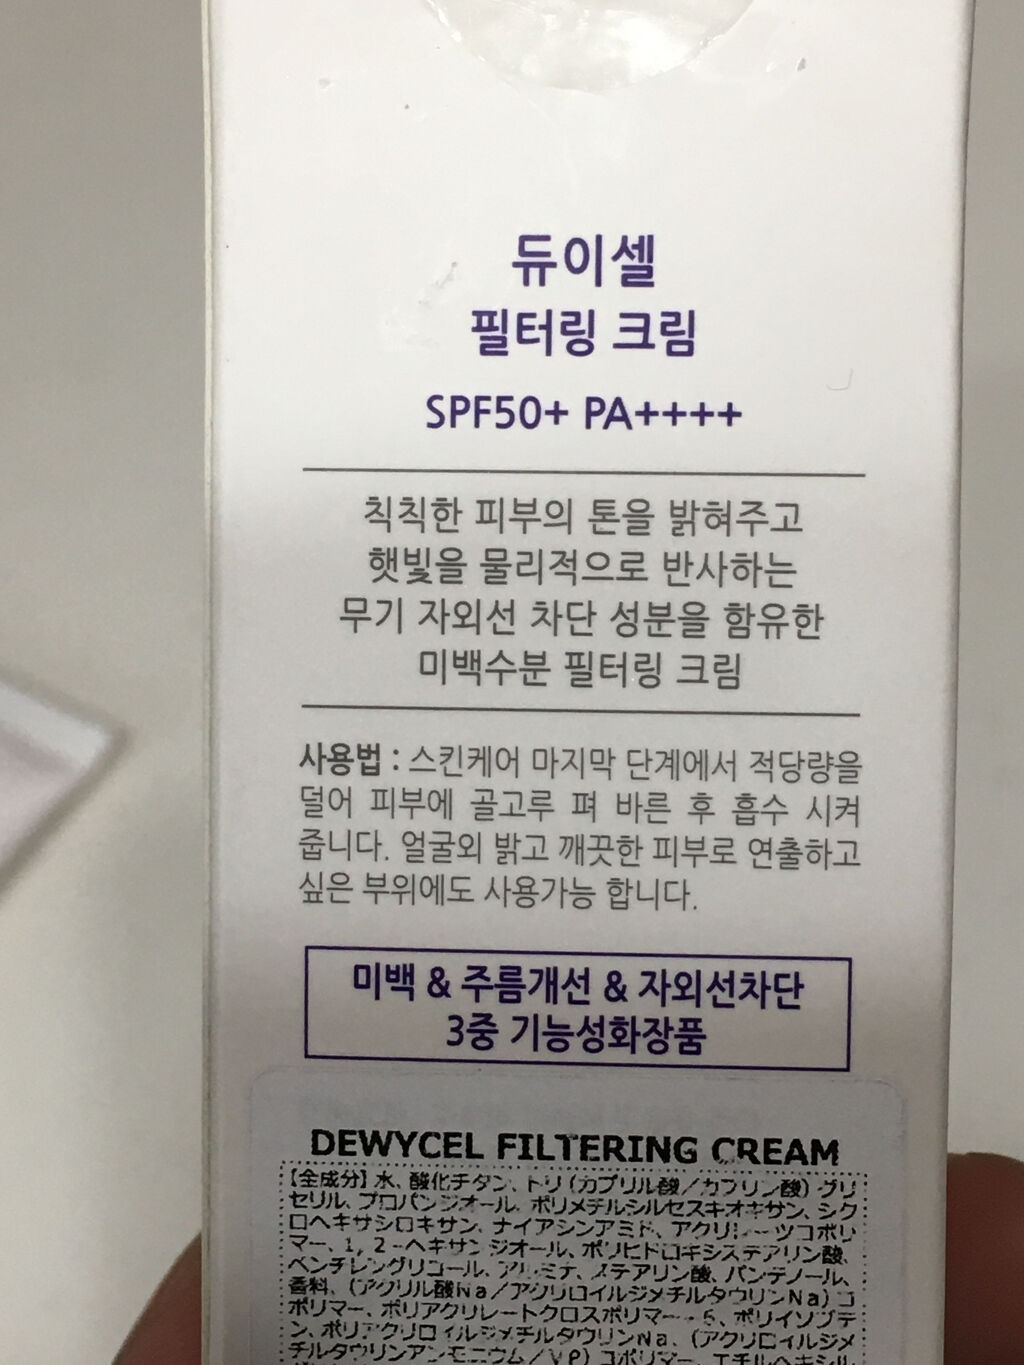 듀이셀
필터링 크림
SPF50+ PA++++
칙칙한 피부의 톤을 밝혀주고
햇빛을 물리적으로 반사하는
무기 자외선 차단 성분을 함유한
미백수분 필터링 크림
사용법 : 스킨케어 마지막 단계에서 적당량을
덜어 피부에 골고루 펴 바른 후 흡수 시켜
줍니다. 얼굴외 밝고 깨끗한 피부로 연출하고
싶은 부위에도 사용가능 합니다.
미백 & 주름개선 & 자외선차단
3중 기능성화장품
DEWYCEL FILTERING CREAM
【全成分】水、酸化チタン、トリ(カプリル酸/カプリン酸)グリ
セリル、プロパンジオール、ポリメチルシルセスキオキサン、シク
ロヘキサシロキサン、ナイアシンアミド、
マー、1, 2-ヘキサンジオール、ポリヒドロキシステアリン酸、
ペンチレングリコール、アルミナ、ステアリン酸、パンテノール、
香料、(アクリル酸Na/アクリロイルジメチルタウリンNa)コ
ポリマー、ポリアクリレートクロスポリマー-6、ポリイソブテ
ン、ポリアクリロイルジメチルタウリンNa、(アクリロイルジメ
チルタウリンアンモニウム/VP)コポリマー、エチルヘキシル